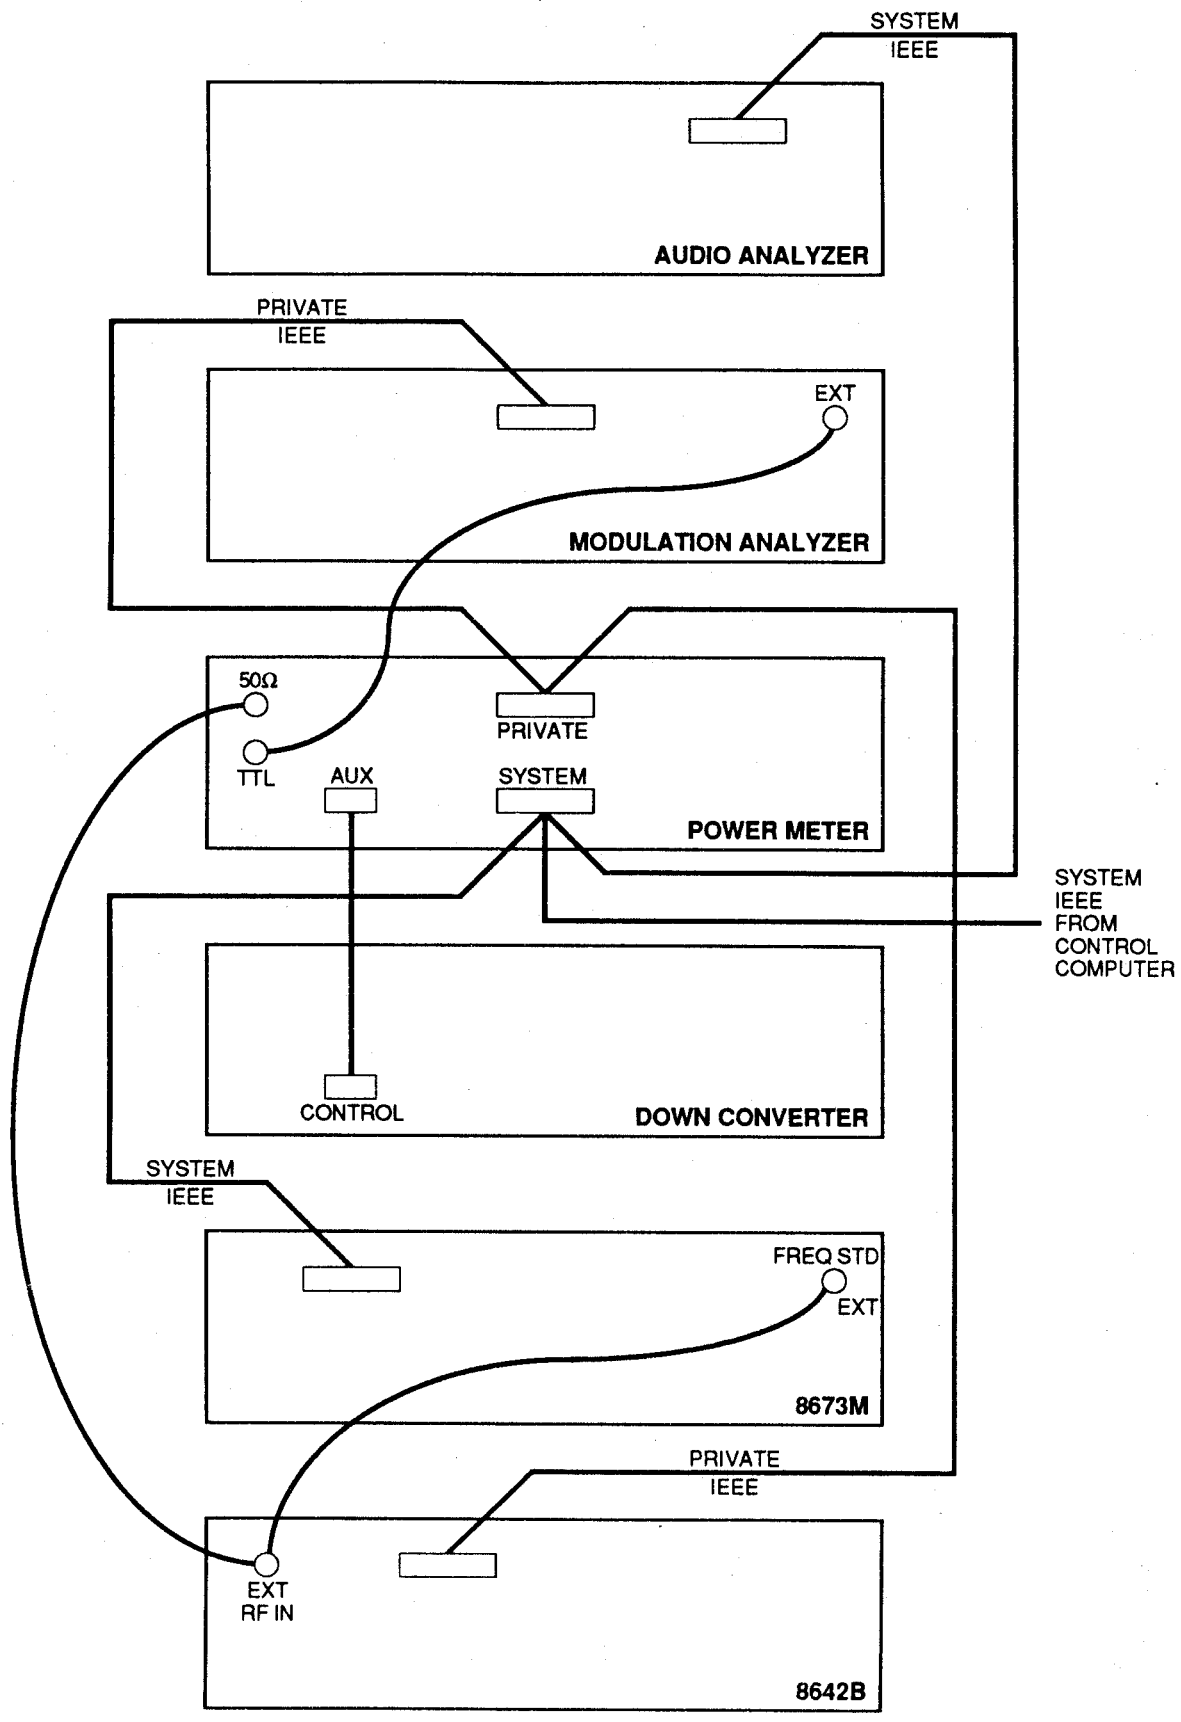 SYSTEM
IEEE
AUDIO ANALYZER
PRIVATE
IEEE
EXT
MODULATION ANALYZER
50Ω
TTL
PRIVATE
AUX
SYSTEM
POWER METER
SYSTEM
IEEE
FROM
CONTROL
COMPUTER
CONTROL
DOWN CONVERTER
SYSTEM
IEEE
FREQ STD
EXT
8673M
PRIVATE
IEEE
EXT
RF IN
8642B